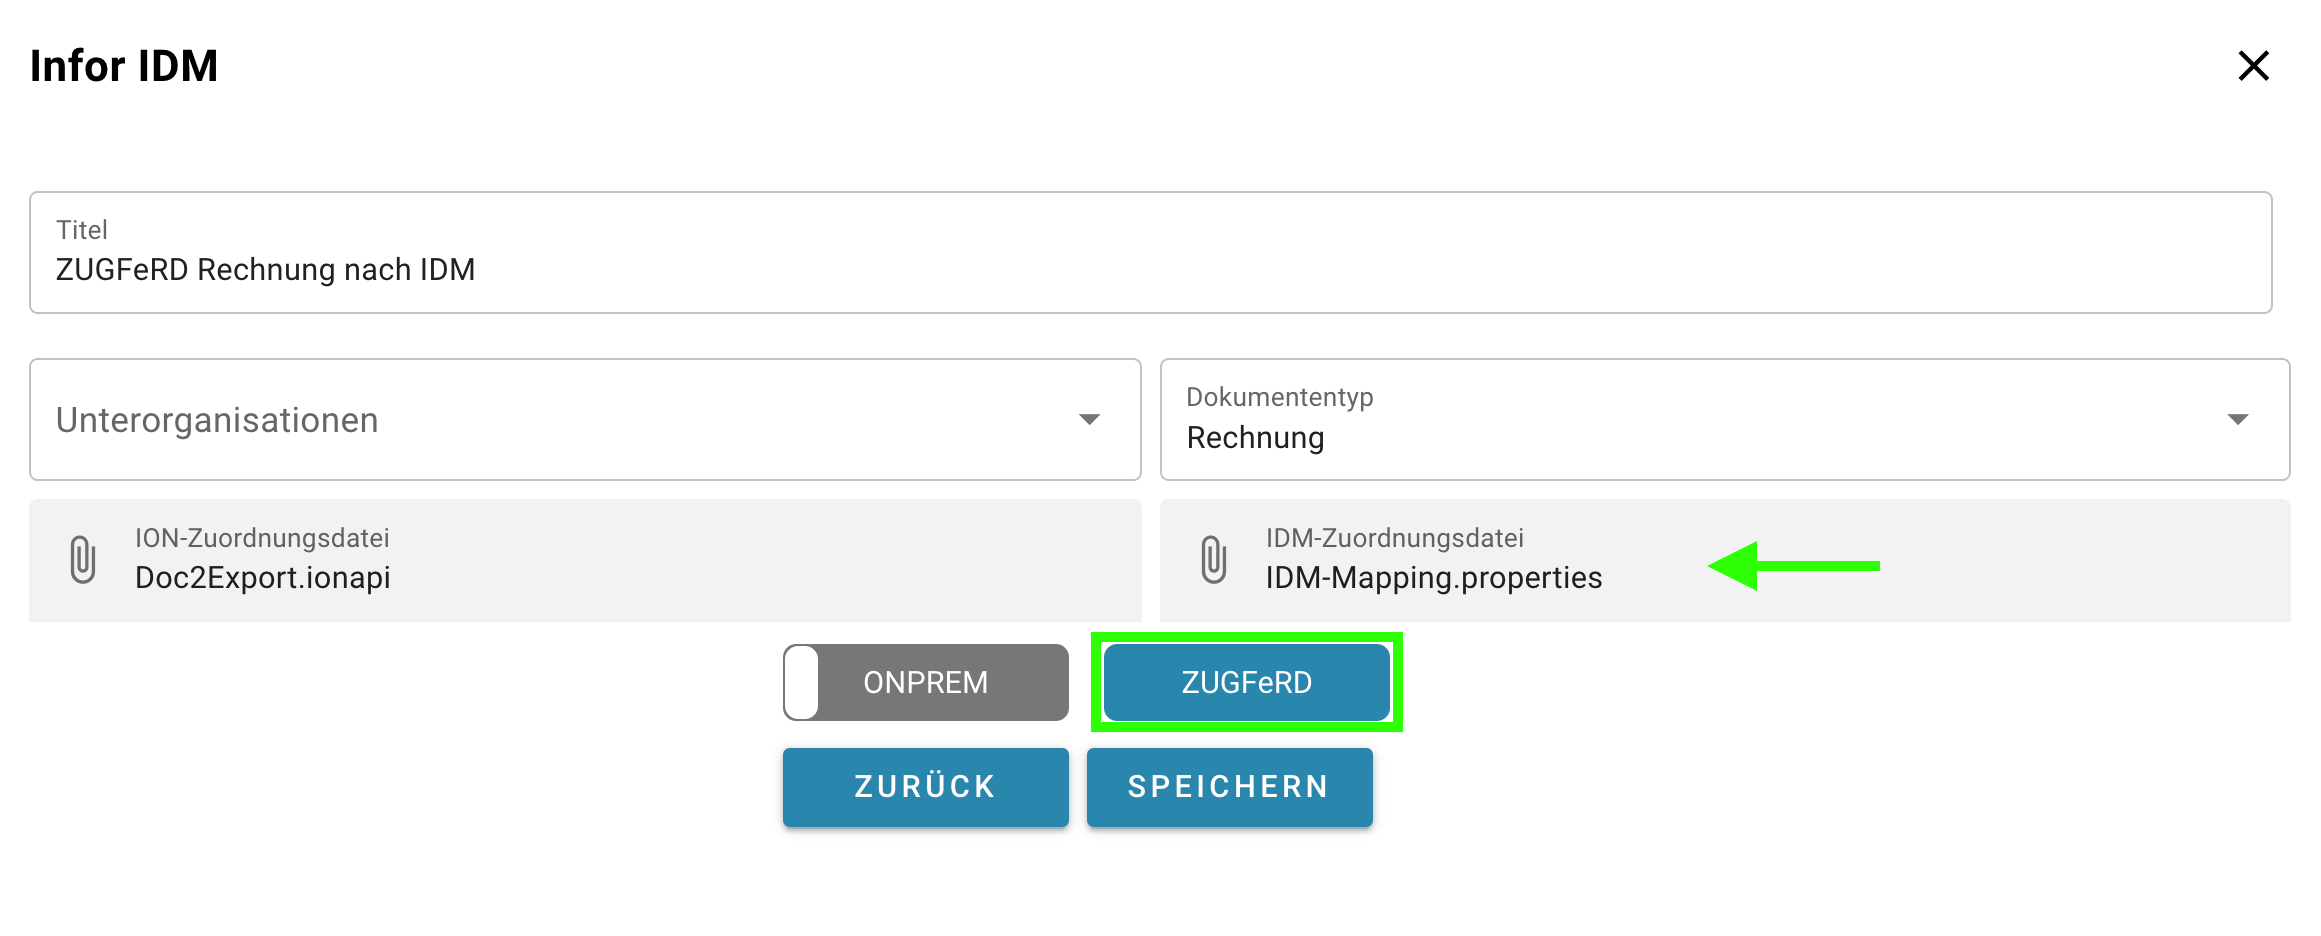 Infor IDM
Titel
ZUGFeRD Rechnung nach IDM
Unterorganisationen
Dokumententyp
Rechnung
ION-Zuordnungsdatei
Doc2Export.ionapi
IDM-Zuordnungsdatei
IDM-Mapping.properties
ONPREM
ZUGFeRD
ZURÜCK
SPEICHERN